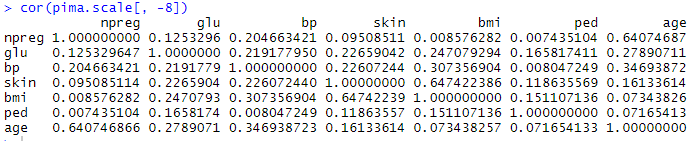 > cor(pima.scale[, -8])
npreg glu bp skin bmi ped age
npreg 1.000000000 0.1253296 0.204663421 0.09508511 0.008576282 0.007435104 0.64074687
glu 0.125329647 1.0000000 0.219177950 0.22659042 0.247079294 0.165817411 0.27890711
bp 0.204663421 0.2191779 1.000000000 0.22607244 0.307356904 0.008047249 0.34693872
skin 0.095085114 0.2265904 0.226072440 1.00000000 0.647422386 0.118635569 0.16133614
bmi 0.008576282 0.2470793 0.307356904 0.64742239 1.000000000 0.151107136 0.07343826
ped 0.007435104 0.1658174 0.008047249 0.11863557 0.151107136 1.000000000 0.07165413
age 0.640746866 0.2789071 0.346938723 0.16133614 0.073438257 0.071654133 1.00000000